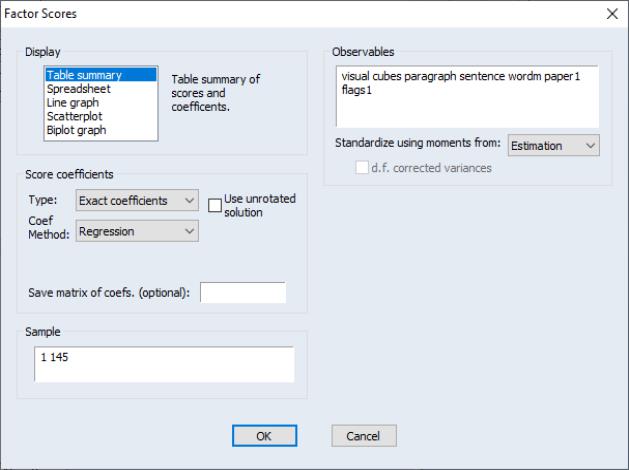 Factor Scores
Display
Table summary
Spreadsheet
Line graph
Scatterplot
Biplot graph
Table summary of
scores and
coefficents.
Score coefficients
Type:
Exact coefficients
Use unrotated
solution
Coef
Method:
Regression
Save matrix of coefs. (optional):
Sample
1 145
Observables
visual cubes paragraph sentence wordm paper1
flags1
Standardize using moments from:
Estimation
d.f. corrected variances
OK
Cancel